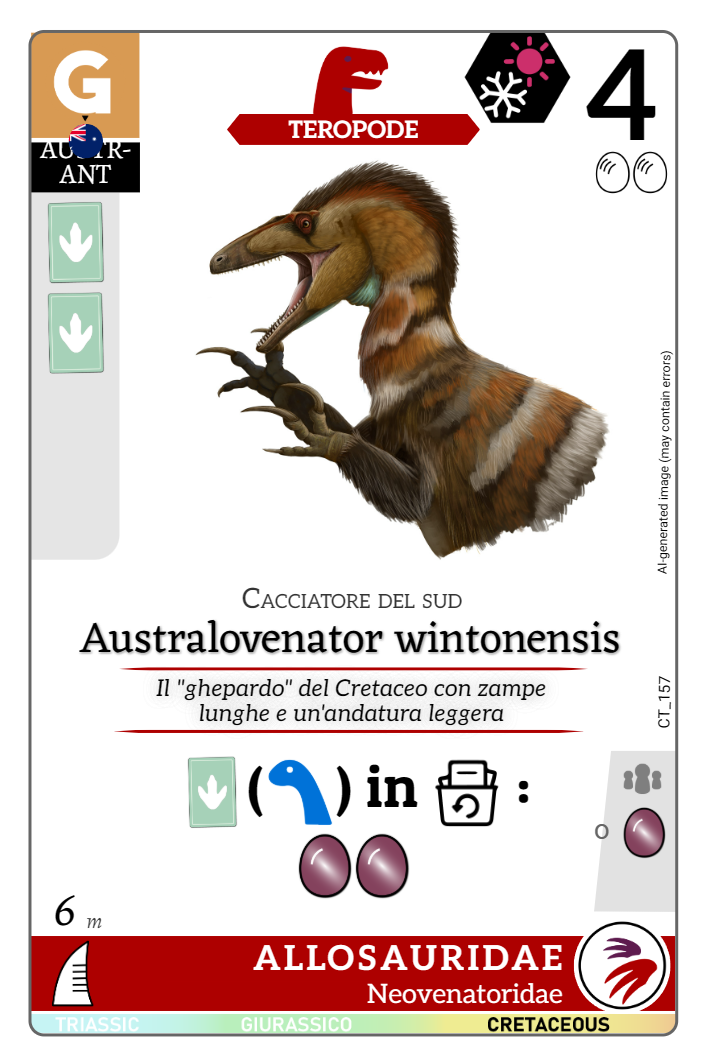 G
TEROPODE
4
AUSTR-
ANT
AI-generated image (may contain errors)
Cacciatore del sud
Australovenator wintonensis
Il "ghepardo" del Cretaceo con zampe
lunghe e un'andatura leggera
CT_157
( ) in :
o
6 m
ALLOSAURIDAE
Neovenatoridae
TRIASSIC GIURASSICO CRETACEOUS